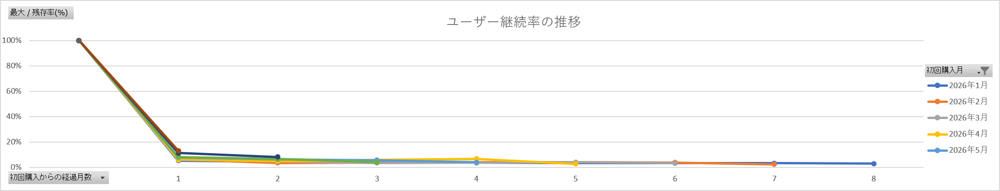 最大 / 残存率(%)
ユーザー継続率の推移
100%
80%
60%
40%
20%
0%
初回購入月
2026年1月
2026年2月
2026年3月
2026年4月
2026年5月
初回購入からの経過月数
1 2 3 4 5 6 7 8